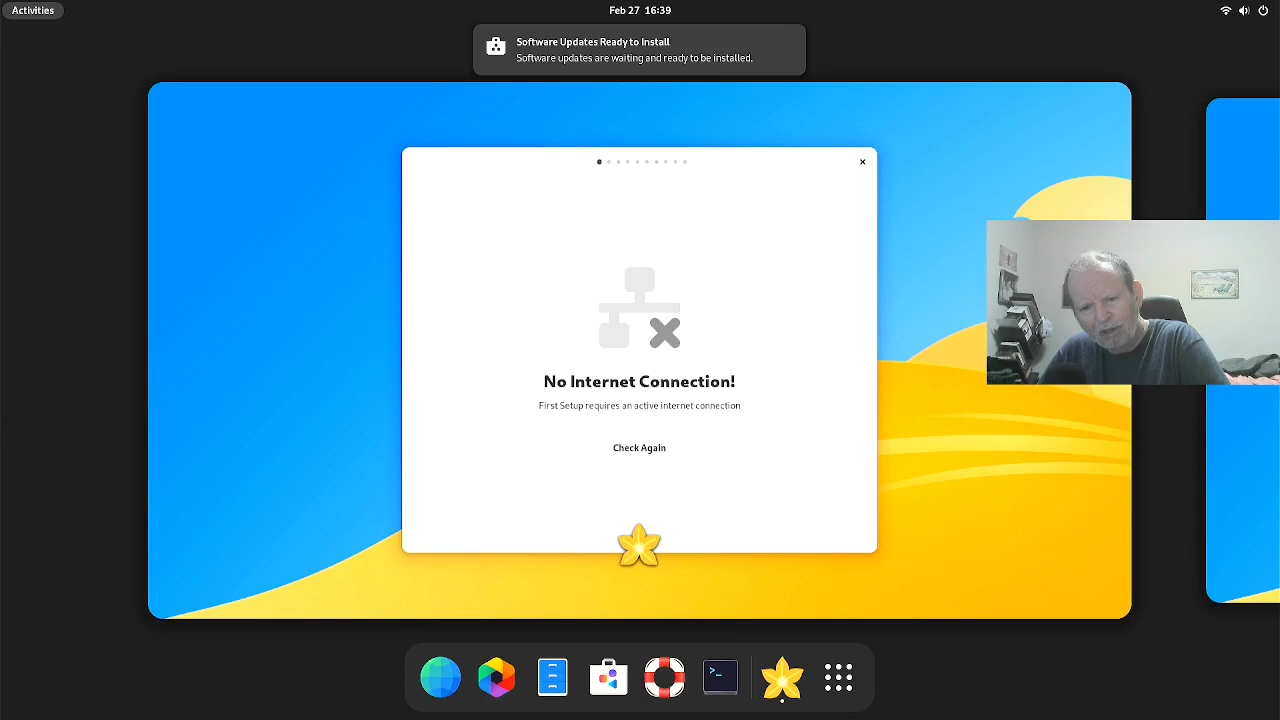 Activities
Feb 27 16:39
Software Updates Ready to Install
Software updates are waiting and ready to be installed.
No Internet Connection!
First Setup requires an active internet connection
Check Again
>_